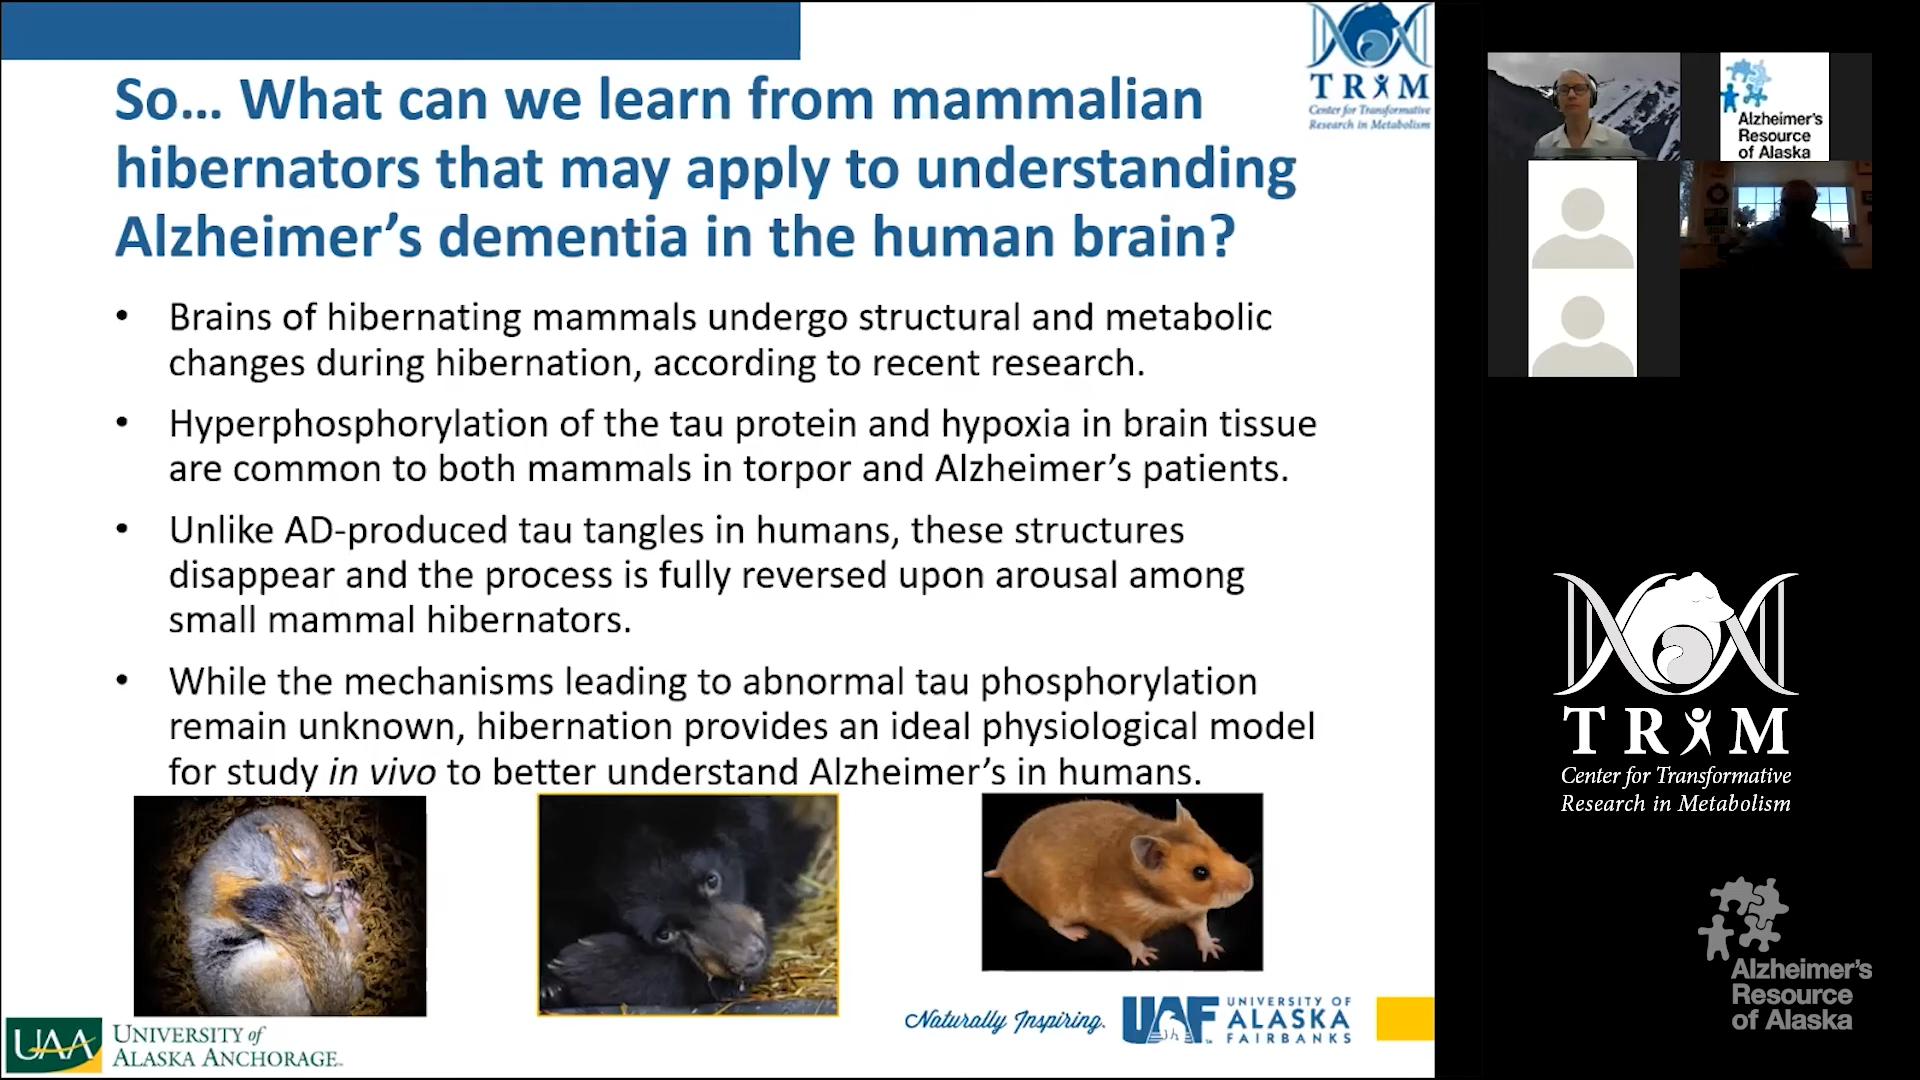 So... What can we learn from mammalian
hibernators that may apply to understanding
Alzheimer's dementia in the human brain?
• Brains of hibernating mammals undergo structural and metabolic
changes during hibernation, according to recent research.
• Hyperphosphorylation of the tau protein and hypoxia in brain tissue
are common to both mammals in torpor and Alzheimer's patients.
• Unlike AD-produced tau tangles in humans, these structures
disappear and the process is fully reversed upon arousal among
small mammal hibernators.
• While the mechanisms leading to abnormal tau phosphorylation
remain unknown, hibernation provides an ideal physiological model
for study in vivo to better understand Alzheimer's in humans.
TRiM
Center for Transformative
Research in Metabolism
UAA
UNIVERSITY of
ALASKA ANCHORAGE
Naturally Inspiring.
UAF
UNIVERSITY OF
ALASKA
FAIRBANKS
Alzheimer's
Resource
of Alaska
TRiM
Center for Transformative
Research in Metabolism
Alzheimer's
Resource
of Alaska